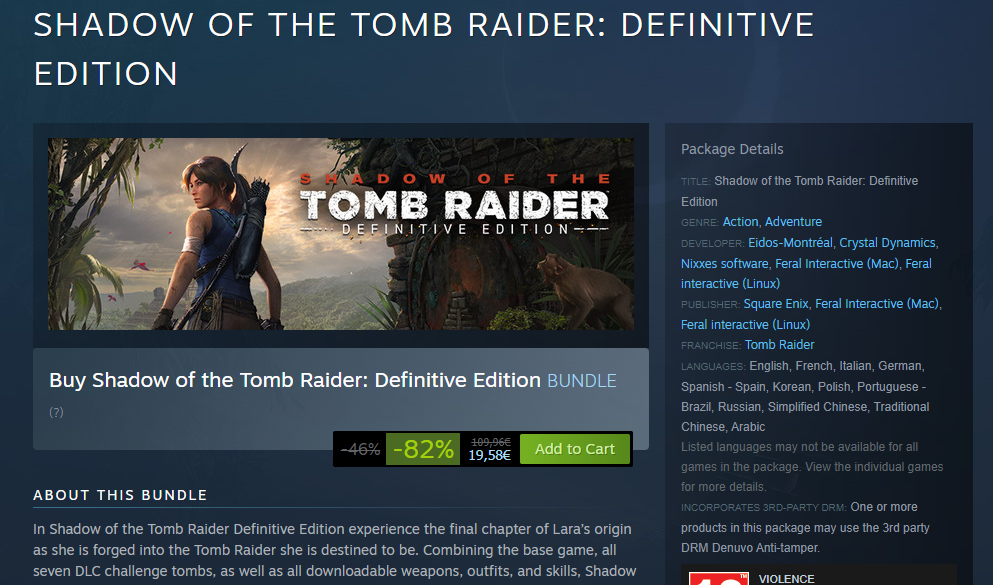 SHADOW OF THE TOMB RAIDER: DEFINITIVE
EDITION
SHADOW OF THE
TOMB RAIDER
DEFINITIVE EDITION
Buy Shadow of the Tomb Raider: Definitive Edition BUNDLE
(?)
-46% -82% 109,96€ 19,58€ Add to Cart
ABOUT THIS BUNDLE
In Shadow of the Tomb Raider Definitive Edition experience the final chapter of Lara's origin
as she is forged into the Tomb Raider she is destined to be. Combining the base game, all
seven DLC challenge tombs, as well as all downloadable weapons, outfits, and skills, Shadow
Package Details
TITLE: Shadow of the Tomb Raider: Definitive
Edition
GENRE: Action, Adventure
DEVELOPER: Eidos-Montréal, Crystal Dynamics,
Nixxes software, Feral Interactive (Mac), Feral
interactive (Linux)
PUBLISHER: Square Enix, Feral Interactive (Mac),
Feral interactive (Linux)
FRANCHISE: Tomb Raider
LANGUAGES: English, French, Italian, German,
Spanish - Spain, Korean, Polish, Portuguese -
Brazil, Russian, Simplified Chinese, Traditional
Chinese, Arabic
Listed languages may not be available for all
games in the package. View the individual games
for more details.
INCORPORATES 3RD-PARTY DRM: One or more
products in this package may use the 3rd party
DRM Denuvo Anti-tamper.
VIOLENCE